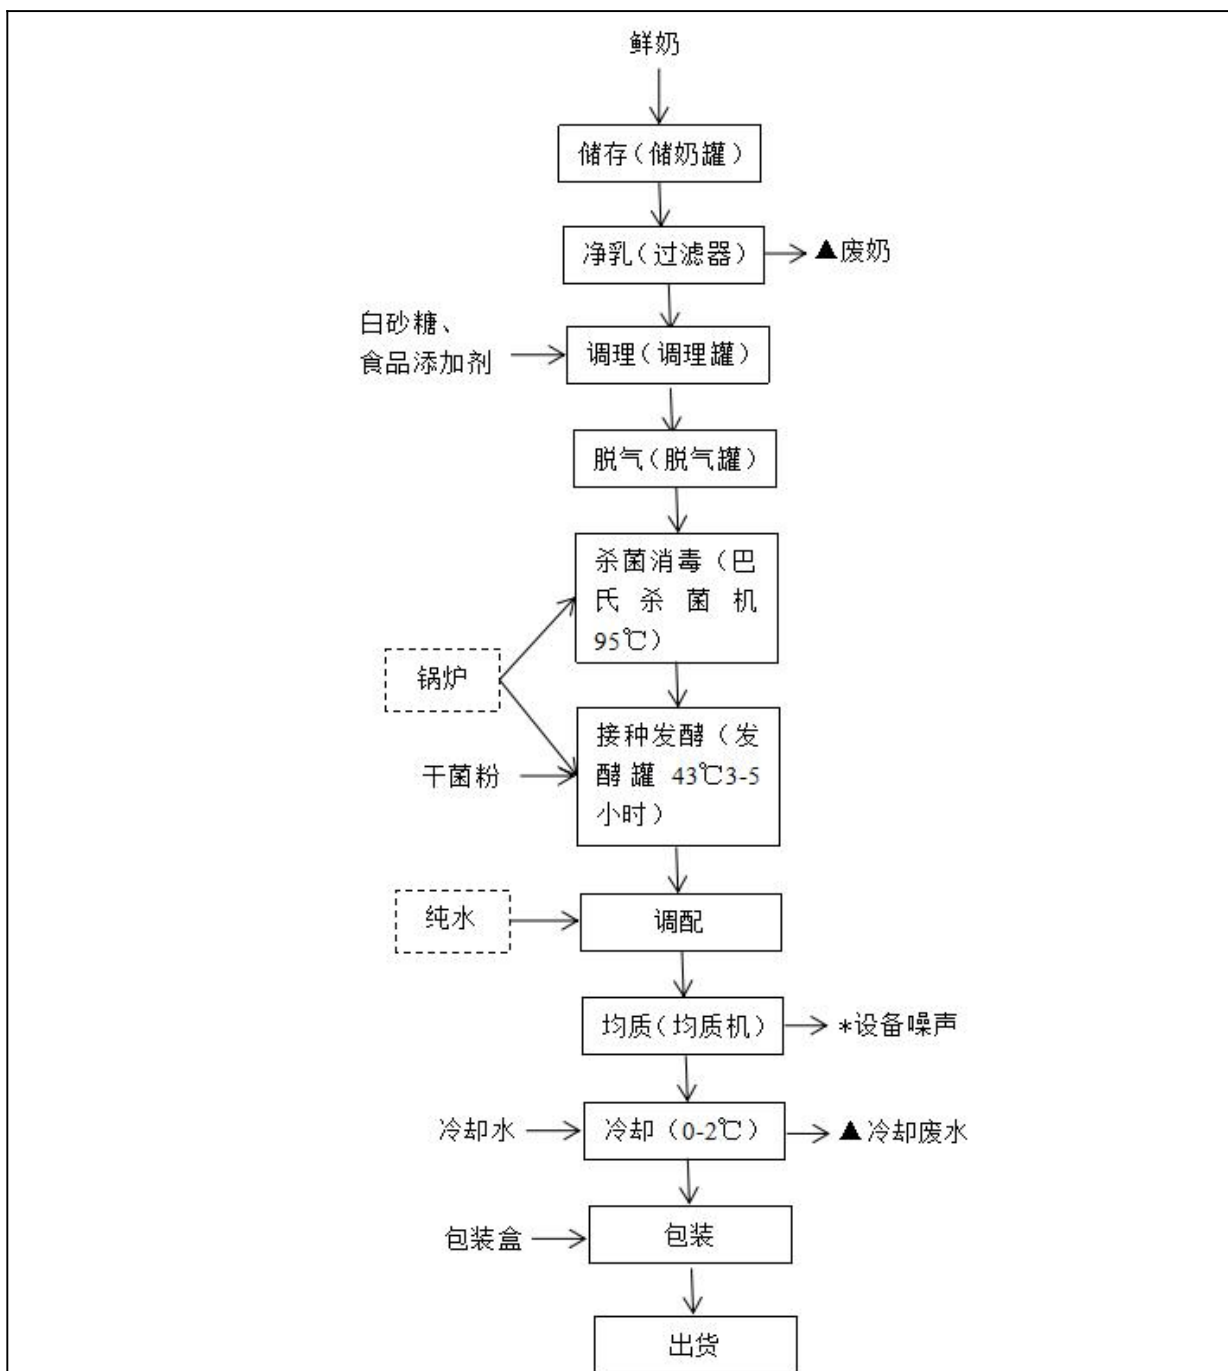 鲜奶
储存（储奶罐）
净乳（过滤器）
▲废奶
白砂糖、
食品添加剂
调理（调理罐）
脱气（脱气罐）
杀菌消毒（巴
氏杀菌机
95℃）
锅炉
接种发酵（发
酵罐 43℃3-5
小时）
干菌粉
纯水
调配
均质（均质机）
*设备噪声
冷却水
冷却（0-2℃）
▲冷却废水
包装盒
包装
出货